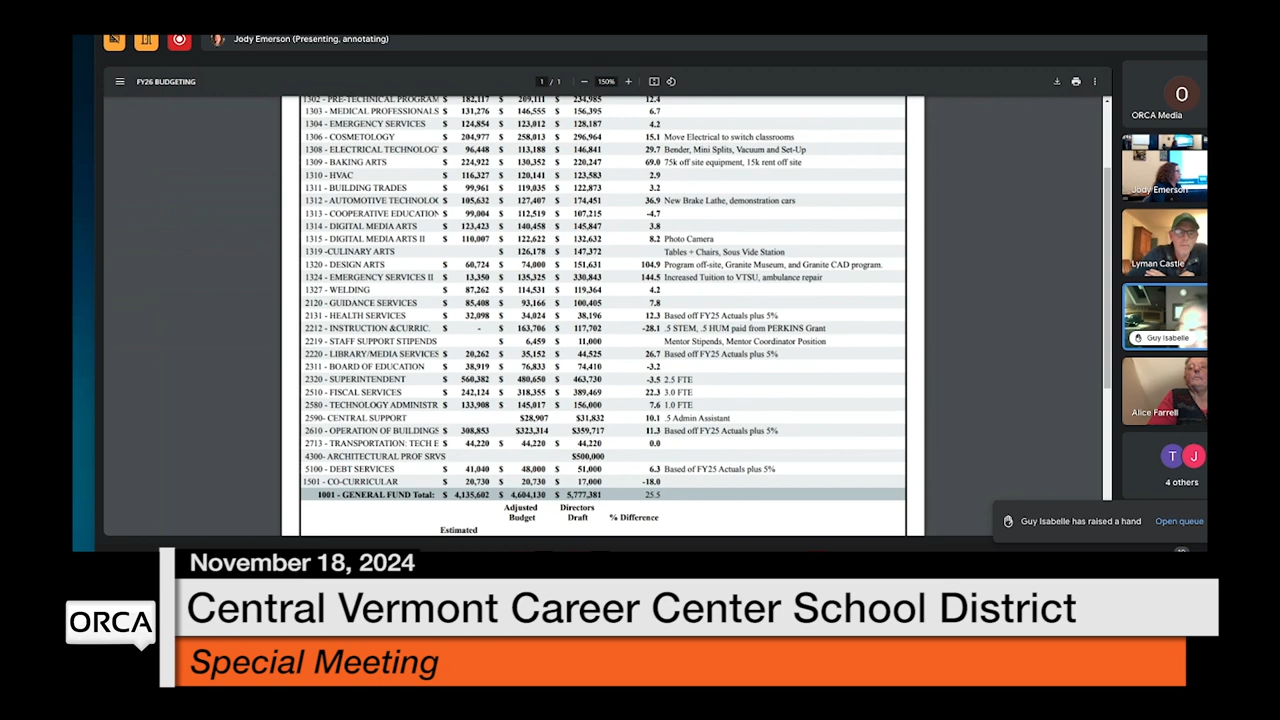 Jody Emerson (Presenting, annotating)
FY26 BUDGETING
1 / 1
150%
ORCA Media
Jody Emerson
Lyman Castle
Guy Isabelle
Alice Farrell
T J
4 others
Guy Isabelle has raised a hand Open queue
1302 - PRE-TECHNICAL PROGRAM $ 182,117 $ 209,111 $ 234,985 12.4
1303 - MEDICAL PROFESSIONALS $ 131,276 $ 146,555 $ 156,395 6.7
1304 - EMERGENCY SERVICES $ 124,854 $ 123,012 $ 128,187 4.2
1306 - COSMETOLOGY $ 204,977 $ 258,013 $ 296,964 15.1 Move Electrical to switch classrooms
1308 - ELECTRICAL TECHNOLOG $ 96,448 $ 113,188 $ 146,841 29.7 Bender, Mini Splits, Vacuum and Set-Up
1309 - BAKING ARTS $ 224,922 $ 130,352 $ 220,247 69.0 75k off site equipment, 15k rent off site
1310 - HVAC $ 116,327 $ 120,141 $ 123,583 2.9
1311 - BUILDING TRADES $ 99,961 $ 119,035 $ 122,873 3.2
1312 - AUTOMOTIVE TECHNOLO $ 105,632 $ 127,407 $ 174,451 36.9 New Brake Lathe, demonstration cars
1313 - COOPERATIVE EDUCATION $ 99,004 $ 112,519 $ 107,215 -4.7
1314 - DIGITAL MEDIA ARTS $ 123,423 $ 140,458 $ 145,847 3.8
1315 - DIGITAL MEDIA ARTS II $ 110,007 $ 122,622 $ 132,632 8.2 Photo Camera
1319 -CULINARY ARTS $ 126,178 $ 147,372 Tables + Chairs, Sous Vide Station
1320 - DESIGN ARTS $ 60,724 $ 74,000 $ 151,631 104.9 Program off-site, Granite Museum, and Granite CAD program.
1324 - EMERGENCY SERVICES II $ 13,350 $ 135,325 $ 330,843 144.5 Increased Tuition to VTSU, ambulance repair
1327 - WELDING $ 87,262 $ 114,531 $ 119,364 4.2
2120 - GUIDANCE SERVICES $ 85,408 $ 93,166 $ 100,405 7.8
2131 - HEALTH SERVICES $ 32,098 $ 34,024 $ 38,196 12.3 Based off FY25 Actuals plus 5%
2212 - INSTRUCTION &CURRIC. $ - $ 163,706 $ 117,702 -28.1 .5 STEM, .5 HUM paid from PERKINS Grant
2219 - STAFF SUPPORT STIPENDS $ 6,459 $ 11,000 Mentor Stipends, Mentor Coordinator Position
2220 - LIBRARY/MEDIA SERVICES $ 20,262 $ 35,152 $ 44,525 26.7 Based off FY25 Actuals plus 5%
2311 - BOARD OF EDUCATION $ 38,919 $ 76,833 $ 74,410 -3.2
2320 - SUPERINTENDENT $ 560,382 $ 480,650 $ 463,730 -3.5 2.5 FTE
2510 - FISCAL SERVICES $ 242,124 $ 318,355 $ 389,469 22.3 3.0 FTE
2580 - TECHNOLOGY ADMINISTR $ 133,908 $ 145,017 $ 156,000 7.6 1.0 FTE
2590- CENTRAL SUPPORT $28,907 $31,832 10.1 .5 Admin Assistant
2610 - OPERATION OF BUILDINGS $ 308,853 $323,314 $359,717 11.3 Based off FY25 Actuals plus 5%
2713 - TRANSPORTATION: TECH E $ 44,220 $ 44,220 $ 44,220 0.0
4300- ARCHITECTURAL PROF SRVS $500,000
5100 - DEBT SERVICES $ 41,040 $ 48,000 $ 51,000 6.3 Based of FY25 Actuals plus 5%
1501 - CO-CURRICULAR $ 20,730 $ 20,730 $ 17,000 -18.0
1001 - GENERAL FUND Total: $ 4,135,602 $ 4,604,130 $ 5,777,381 25.5
Adjusted Directors
Budget Draft % Difference
Estimated
November 18, 2024
ORCA
Central Vermont Career Center School District
Special Meeting